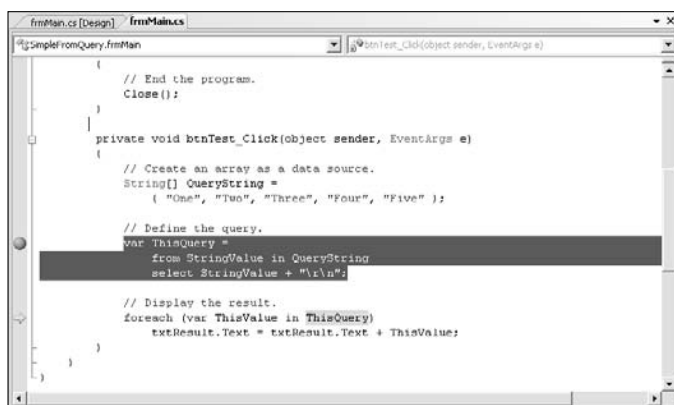 frmMain.cs [Design] frmMain.cs
SimpleFromQuery.frmMain btnTest_Click(object sender, EventArgs e)
{
// End the program.
Close();
}
private void btnTest_Click(object sender, EventArgs e)
{
// Create an array as a data source.
String[] QueryString =
{ "One", "Two", "Three", "Four", "Five" };
// Define the query.
var ThisQuery =
from StringValue in QueryString
select StringValue + "\r\n";
// Display the result.
foreach (var ThisValue in ThisQuery)
txtResult.Text = txtResult.Text + ThisValue;
}
}
}